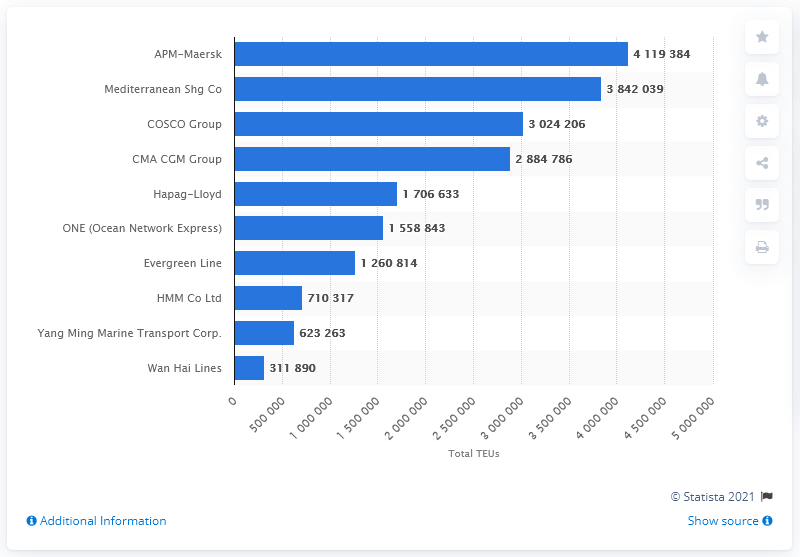 APM-Maersk 4 119 384
Mediterranean Shg Co 3 842 039
COSCO Group 3 024 206
CMA CGM Group 2 884 786
Hapag-Lloyd 1 706 633
ONE (Ocean Network Express) 1 558 843
Evergreen Line 1 260 814
HMM Co Ltd 710 317
Yang Ming Marine Transport Corp. 623 263
Wan Hai Lines 311 890
0 500 000 1 000 000 1 500 000 2 000 000 2 500 000 3 000 000 3 500 000 4 000 000 4 500 000 5 000 000
Total TEUs
© Statista 2021
Additional Information Show source